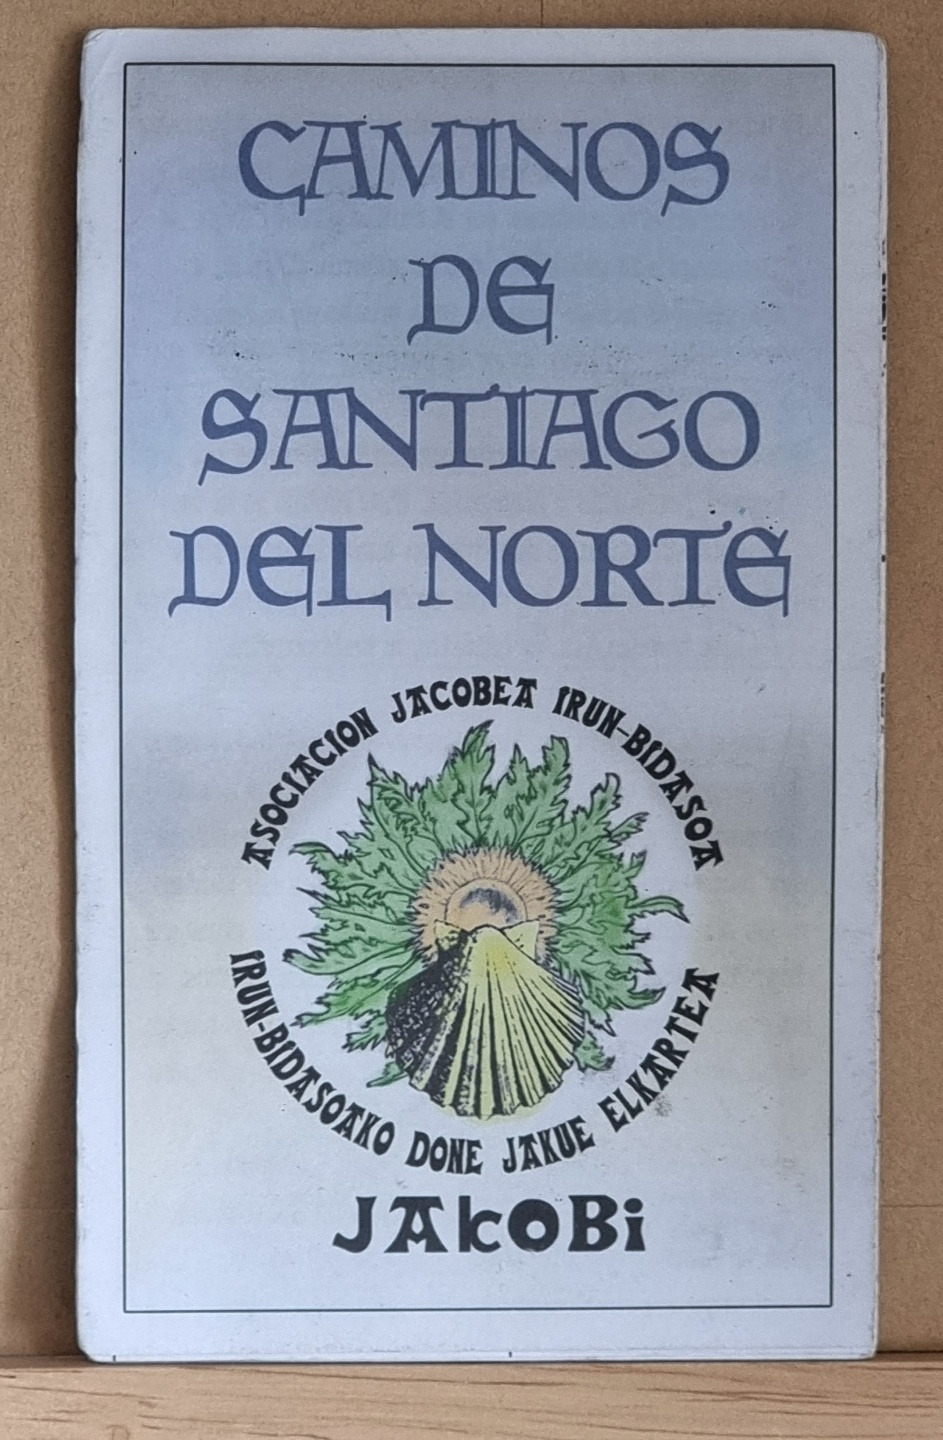 CAMINOS
DE
SANTIAGO
DEL NORTE
ASOCIACION JACOBEA IRUN-BIDASOA
IRUN-BIDASOAKO DONE JAKUE ELKARTEA
JAKOBi